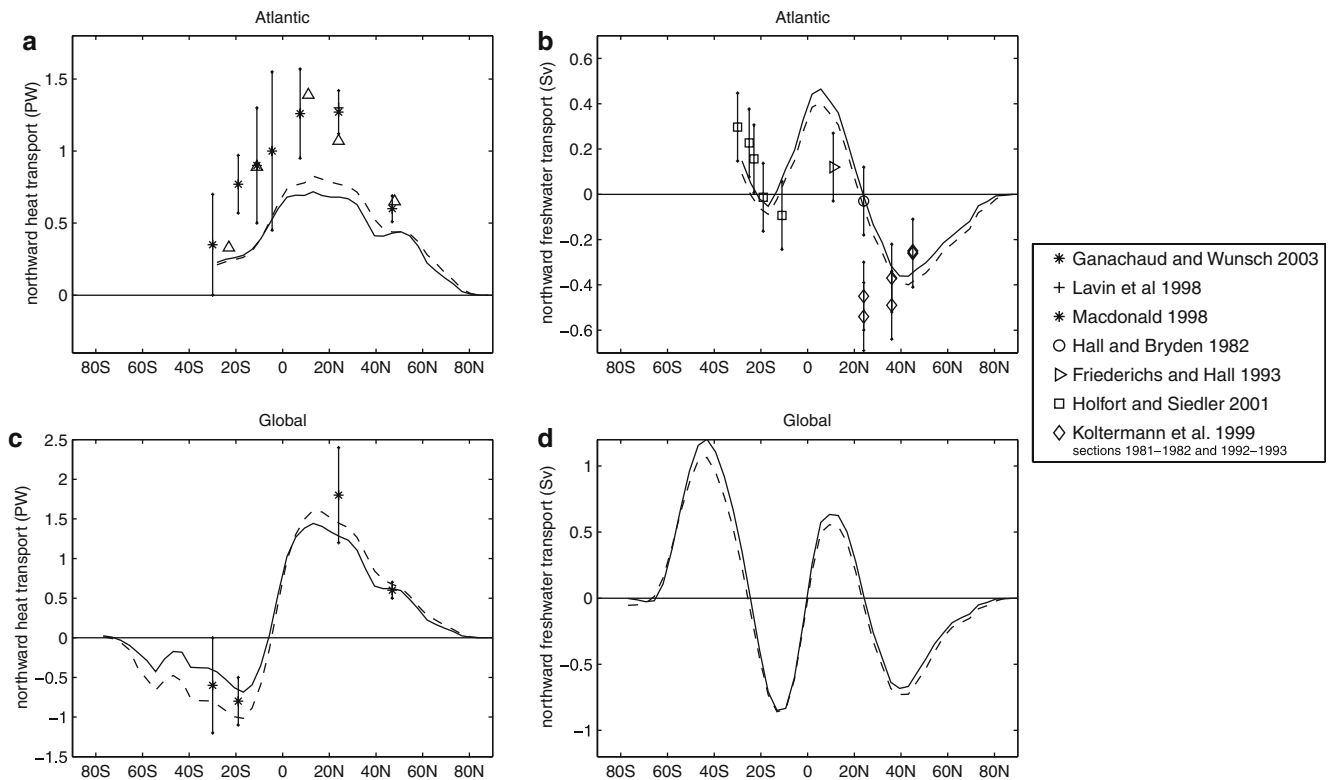 a
Atlantic
northward heat transport (PW)
1.5
1
0.5
0
80S 60S 40S 20S 0 20N 40N 60N 80N
b
Atlantic
northward freshwater transport (Sv)
0.6
0.4
0.2
0
−0.2
−0.4
−0.6
80S 60S 40S 20S 0 20N 40N 60N 80N
Ganachaud and Wunsch 2003
Lavin et al 1998
Macdonald 1998
Hall and Bryden 1982
Friederichs and Hall 1993
Holfort and Siedler 2001
Koltermann et al. 1999
sections 1981–1982 and 1992–1993
c
Global
northward heat transport (PW)
2.5
2
1.5
1
0.5
0
−0.5
−1
−1.5
80S 60S 40S 20S 0 20N 40N 60N 80N
d
Global
northward freshwater transport (Sv)
1
0.5
0
−0.5
−1
80S 60S 40S 20S 0 20N 40N 60N 80N